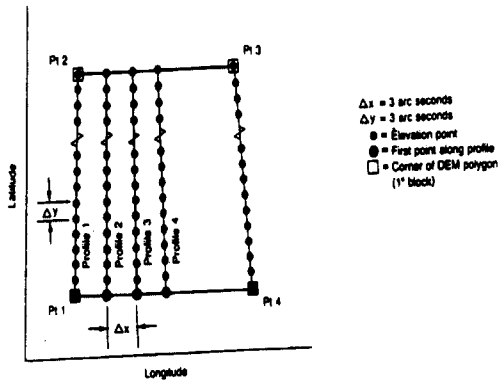 Pt 2
Pt 3
Δx = 3 arc seconds
Δy = 3 arc seconds
= Elevation point
= First point along profile
= Corner of DEM polygon
(1° block)
Latitude
Δy
Profile 1
Profile 2
Profile 3
Profile 4
Pt 1
Pt 4
Δx
Longitude